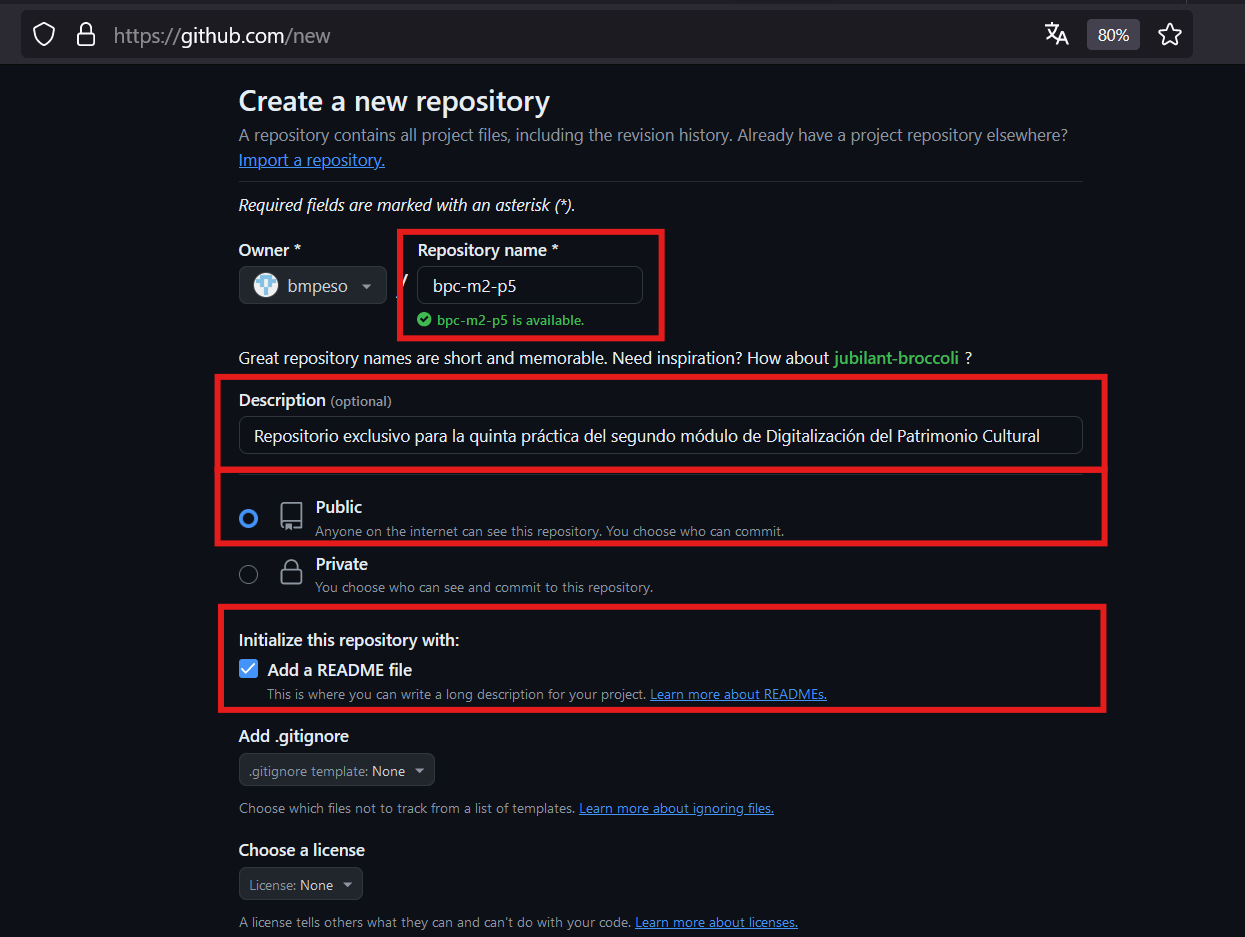 https://github.com/new
80%
Create a new repository
A repository contains all project files, including the revision history. Already have a project repository elsewhere?
Import a repository.
Required fields are marked with an asterisk (*).
Owner *
Repository name *
bmpeso
/
bpc-m2-p5
bpc-m2-p5 is available.
Great repository names are short and memorable. Need inspiration? How about jubilant-broccoli ?
Description (optional)
Repositorio exclusivo para la quinta práctica del segundo módulo de Digitalización del Patrimonio Cultural
Public
Anyone on the internet can see this repository. You choose who can commit.
Private
You choose who can see and commit to this repository.
Initialize this repository with:
Add a README file
This is where you can write a long description for your project. Learn more about READMEs.
Add .gitignore
.gitignore template: None
Choose which files not to track from a list of templates. Learn more about ignoring files.
Choose a license
License: None
A license tells others what they can and can't do with your code. Learn more about licenses.